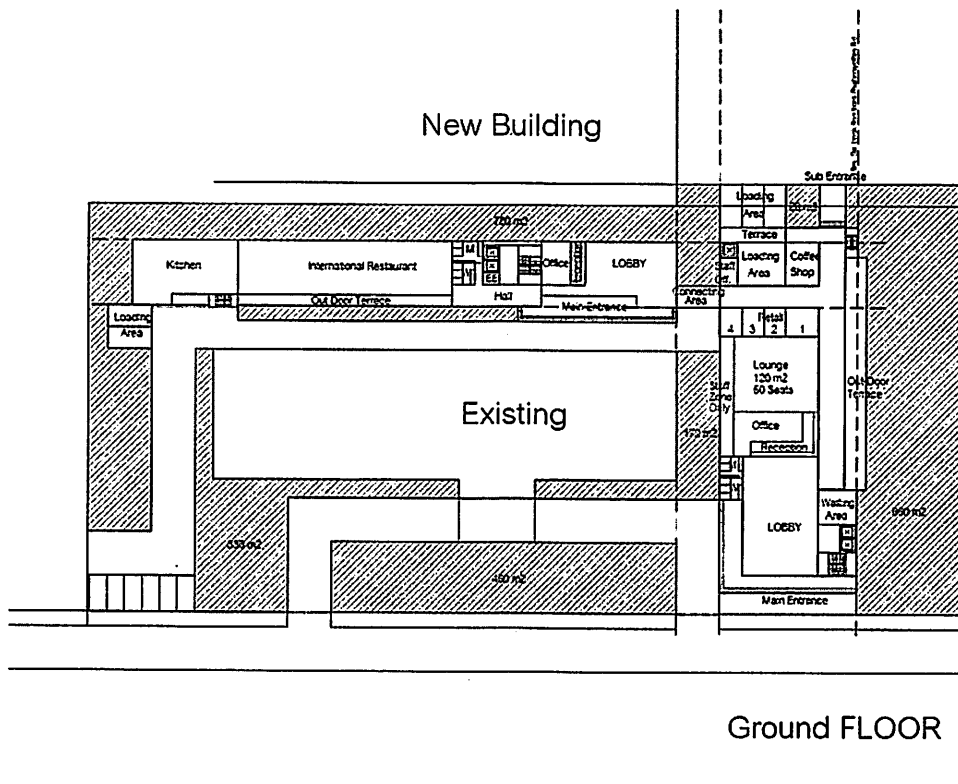 New Building
Sub Entrance
Loading
Area
Terrace
Kitchen
International Restaurant
M
Office
LOBBY
Staff
Loading
Area
Coffee
Shop
Hall
Out Door Terrece
Main Entrance
Connecting
Area
Loading
Area
Retail
4 3 2 1
Lounge
120 m2
60 Seats
Staff
Zone
Only
Out Door
Terrace
Existing
172 m2
Office
Reception
Waiting
Area
LOBBY
Main Entrance
Ground FLOOR